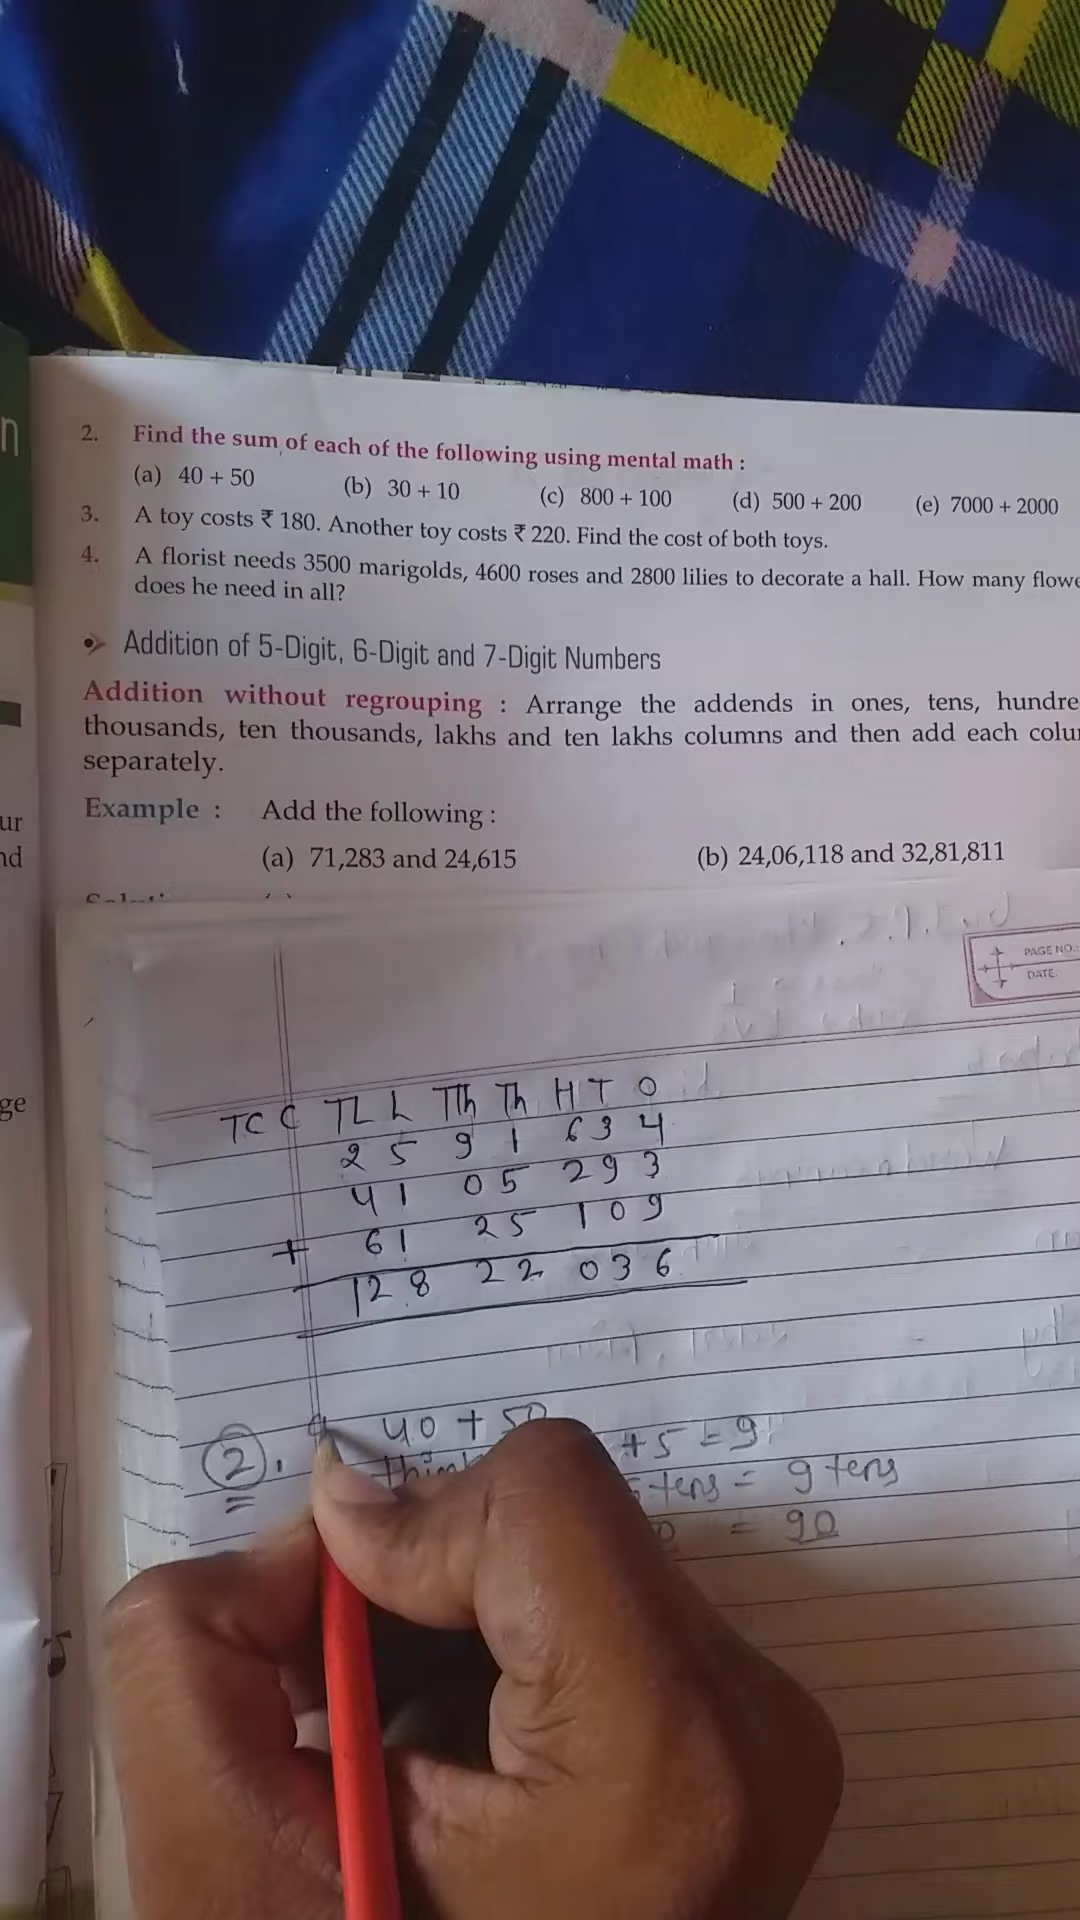 n
2. Find the sum of each of the following using mental math :
(a) 40 + 50 (b) 30 + 10 (c) 800 + 100 (d) 500 + 200 (e) 7000 + 2000
3. A toy costs ₹ 180. Another toy costs ₹ 220. Find the cost of both toys.
4. A florist needs 3500 marigolds, 4600 roses and 2800 lilies to decorate a hall. How many flowe
does he need in all?
Addition of 5-Digit, 6-Digit and 7-Digit Numbers
Addition without regrouping : Arrange the addends in ones, tens, hundre
thousands, ten thousands, lakhs and ten lakhs columns and then add each colu
separately.
ur
Example : Add the following :
nd
(a) 71,283 and 24,615 (b) 24,06,118 and 32,81,811
PAGE NO.:
DATE:
ge
TC C TL L TTh Th H T O
2 5 9 1 6 3 4
4 1 0 5 2 9 3
+ 6 1 2 5 1 0 9
12 8 2 2 0 3 6
2. a 40 + 50 + 5 = 9
think 5 tens = 9 tens
0 = 90